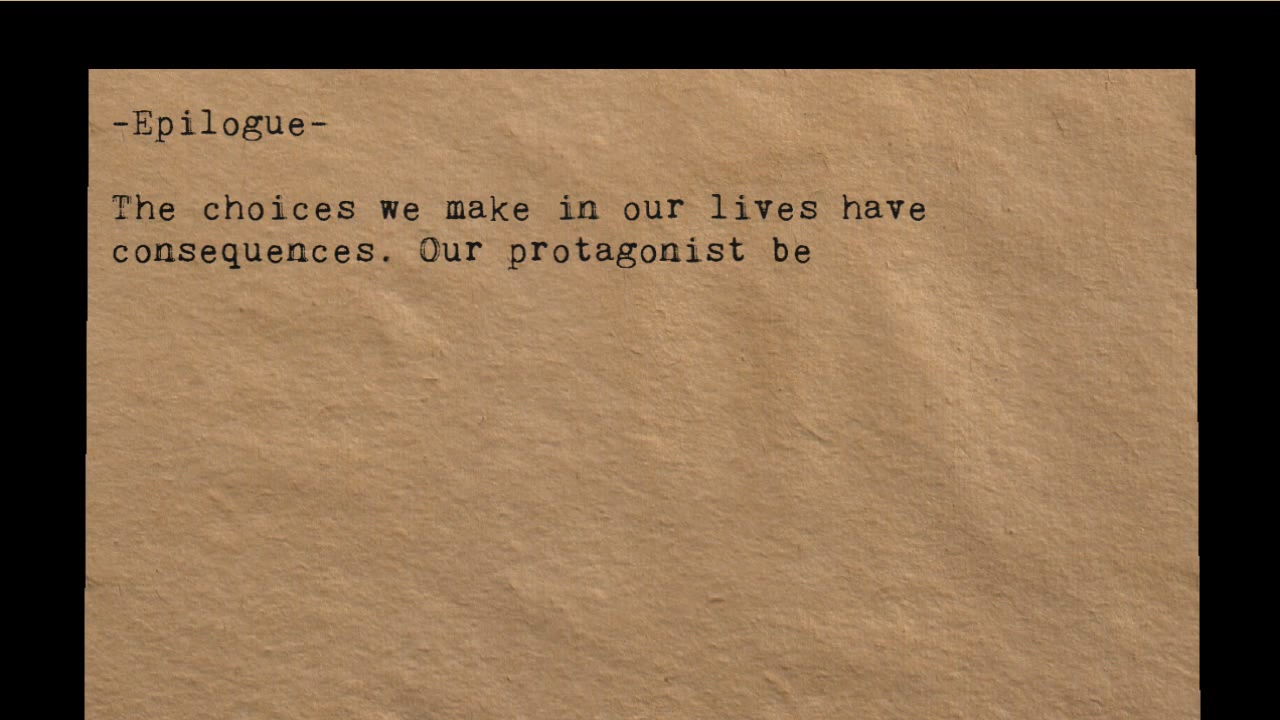 -Epilogue-
The choices we make in our lives have
consequences. Our protagonist be